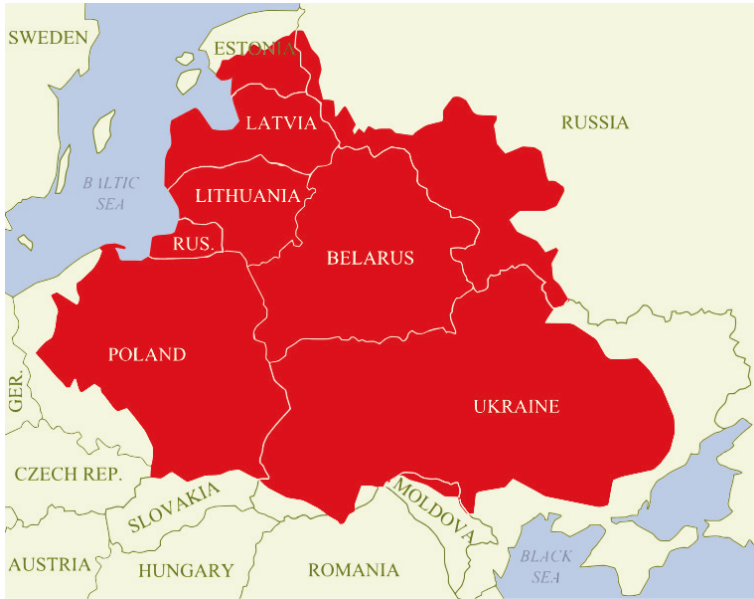 SWEDEN
ESTONIA
RUSSIA
LATVIA
BALTIC
SEA
LITHUANIA
RUS.
BELARUS
POLAND
GER.
UKRAINE
CZECH REP.
SLOVAKIA
MOLDOVA
AUSTRIA
HUNGARY
ROMANIA
BLACK
SEA